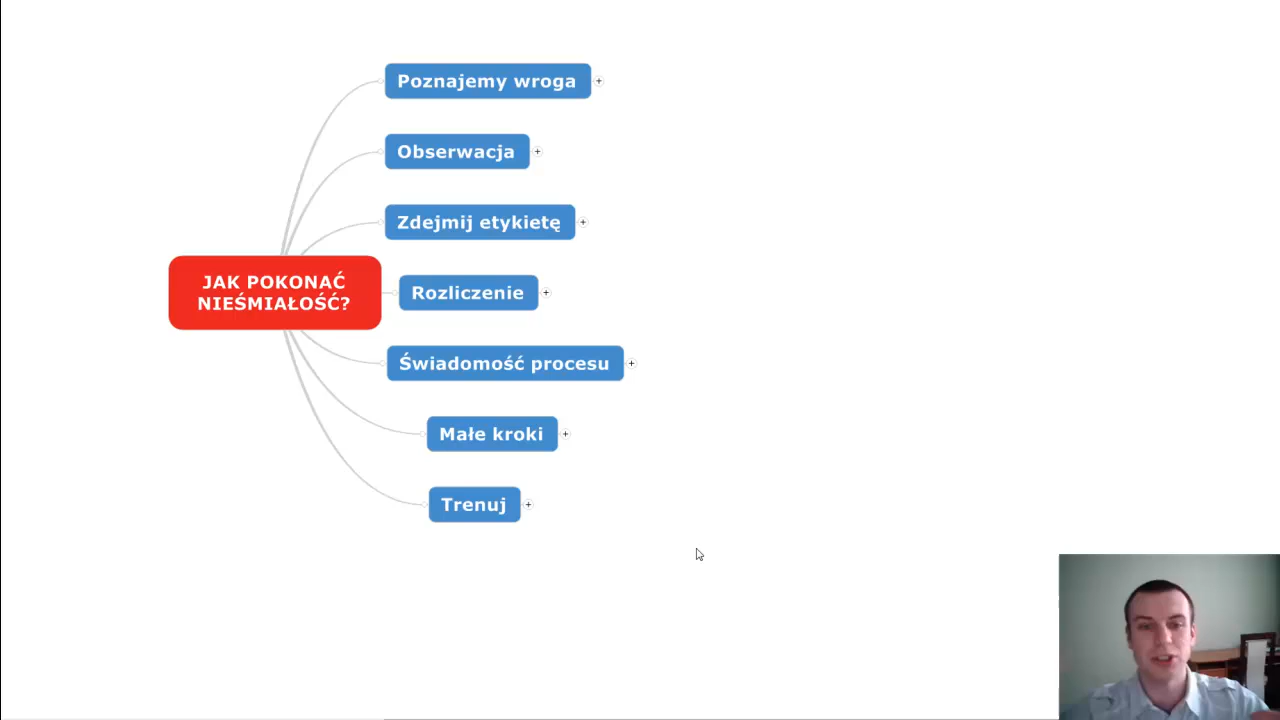 Poznajemy wroga
Obserwacja
Zdejmij etykietę
JAK POKONAĆ
NIEŚMIAŁOŚĆ?
Rozliczenie
Świadomość procesu
Małe kroki
Trenuj